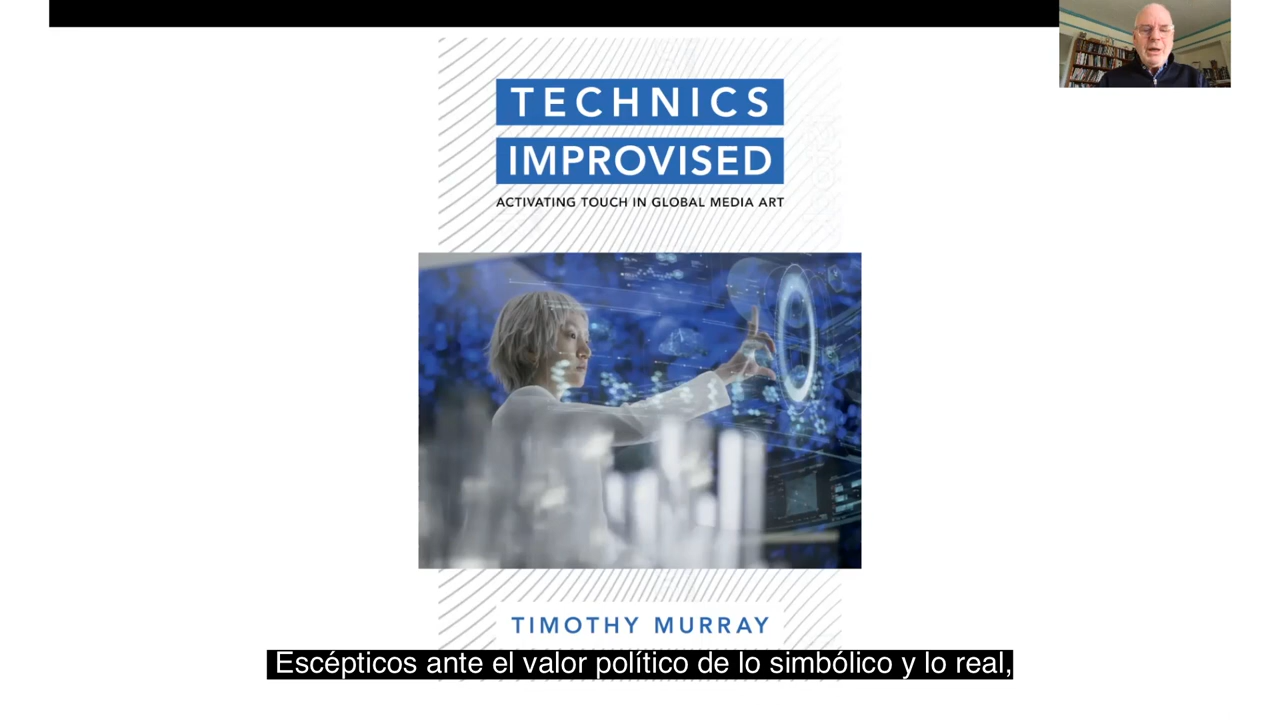 TECHNICS
IMPROVISED
ACTIVATING TOUCH IN GLOBAL MEDIA ART
TIMOTHY MURRAY
Escépticos ante el valor político de lo simbólico y lo real,